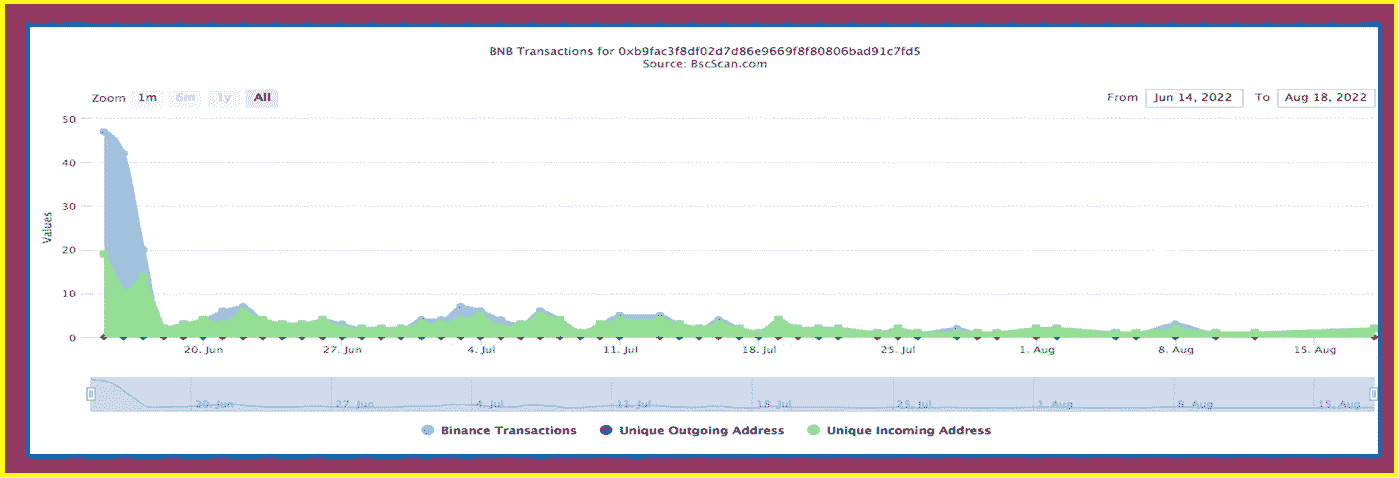 BNB Transactions for 0xb9fac3f8df02d7d86e9669f8f80806bad91c7fd5
Source: BscScan.com
Zoom 1m 6m 1y All From Jun 14, 2022 To Aug 18, 2022
Values
50
40
30
20
10
0
20. Jun 27. Jun 4. Jul 11. Jul 18. Jul 25. Jul 1. Aug 8. Aug 15. Aug
20. Jun 27. Jun 4. Jul 11. Jul 18. Jul 25. Jul 1. Aug 8. Aug 15. Aug
Binance Transactions Unique Outgoing Address Unique Incoming Address